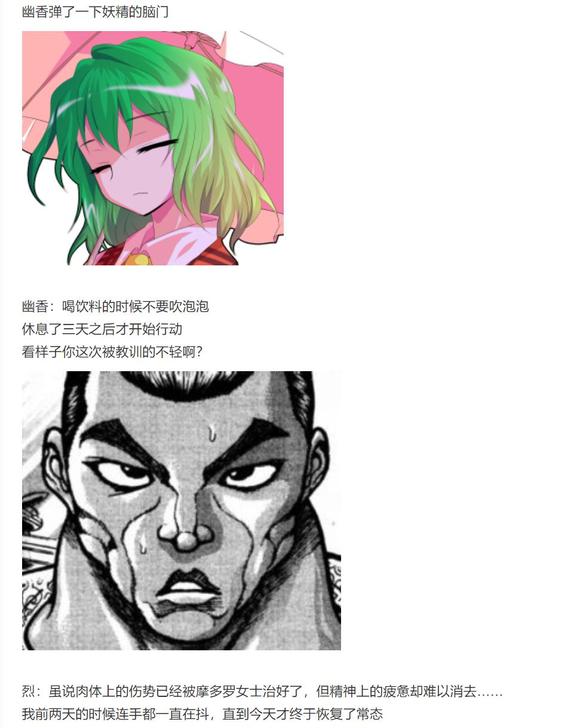 幽香弹了一下妖精的脑门
幽香：喝饮料的时候不要吹泡泡
休息了三天之后才开始行动
看样子你这次被教训的不轻啊？
烈：虽说肉体上的伤势已经被摩多罗女士治好了，但精神上的疲惫却难以消去……
我前两天的时候连手都一直在抖，直到今天才终于恢复了常态